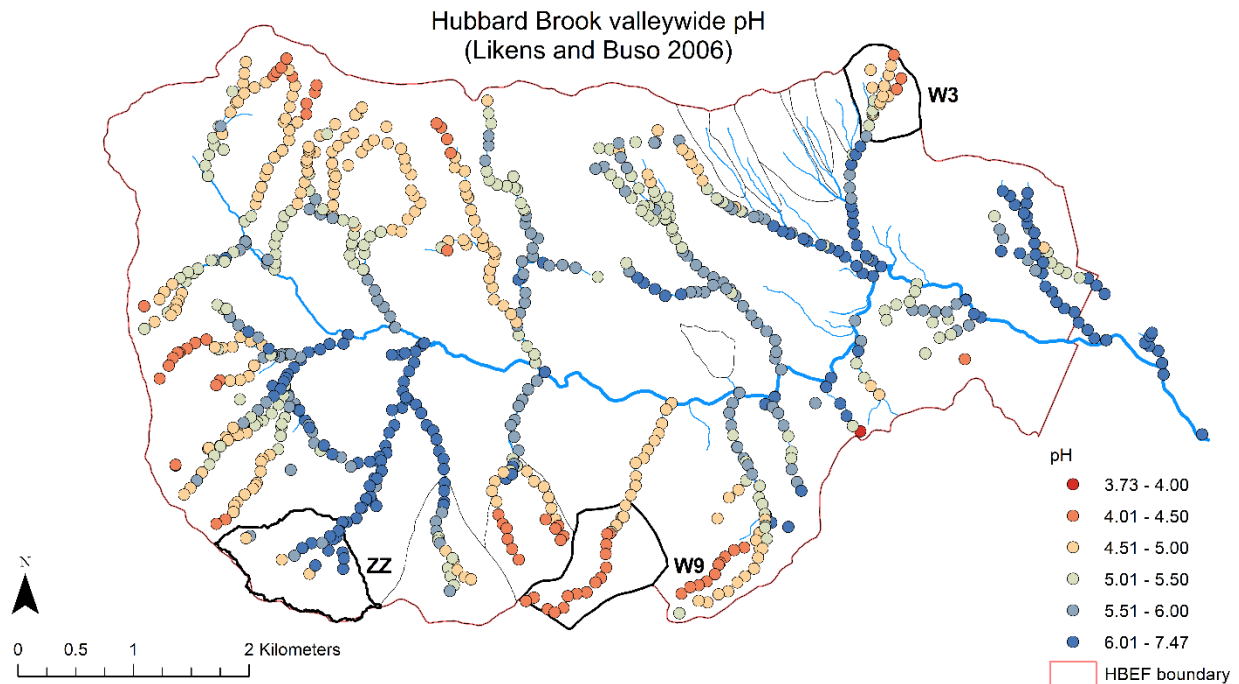 Hubbard Brook valleywide pH
(Likens and Buso 2006)
W3
ZZ
W9
N
0 0.5 1 2 Kilometers
pH
3.73 - 4.00
4.01 - 4.50
4.51 - 5.00
5.01 - 5.50
5.51 - 6.00
6.01 - 7.47
HBEF boundary